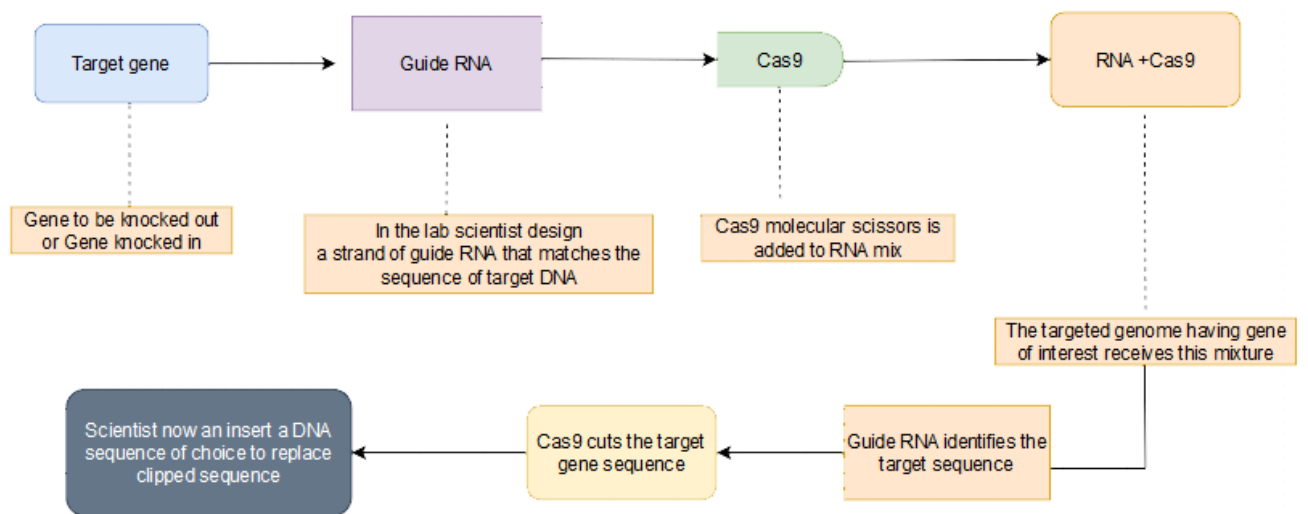 Target gene
Guide RNA
Cas9
RNA +Cas9
Gene to be knocked out
or Gene knocked in
In the lab scientist design
a strand of guide RNA that matches the
sequence of target DNA
Cas9 molecular scissors is
added to RNA mix
The targeted genome having gene
of interest receives this mixture
Guide RNA identifies the
target sequence
Cas9 cuts the target
gene sequence
Scientist now an insert a DNA
sequence of choice to replace
clipped sequence